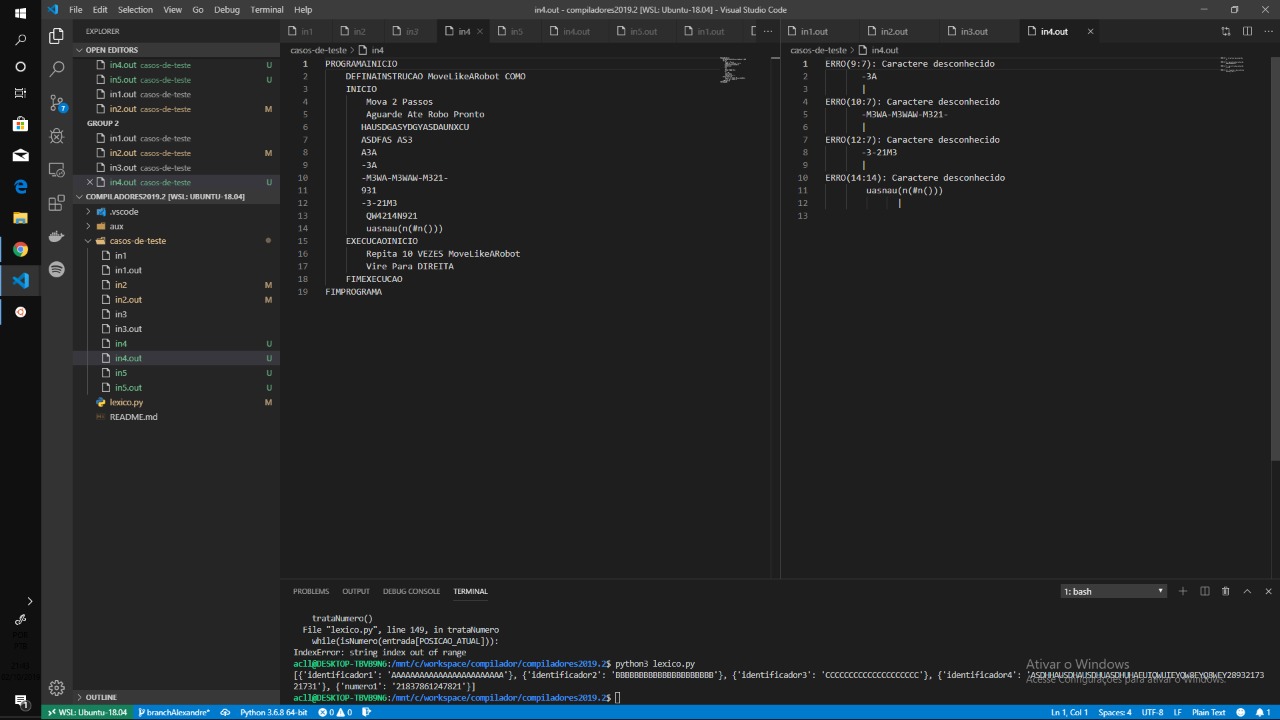 File Edit Selection View Go Debug Terminal Help
in4.out - compiladores2019.2 [WSL: Ubuntu-18.04] - Visual Studio Code
EXPLORER
OPEN EDITORS
in4.out casos-de-teste U
in5.out casos-de-teste U
in1.out casos-de-teste
in2.out casos-de-teste M
GROUP 2
in1.out casos-de-teste
in2.out casos-de-teste M
in3.out casos-de-teste
in4.out casos-de-teste U
COMPILADORES2019.2 [WSL: UBUNTU-18.04]
.vscode
aux
casos-de-teste
in1
in1.out
in2 M
in2.out M
in3
in3.out
in4 U
in4.out U
in5 U
in5.out U
lexico.py M
README.md
OUTLINE
in1 in2 in3 in4 in5 in4.out in5.out in1.out
casos-de-teste > in4
1 PROGRAMAINICIO
2 DEFINAINSTRUCAO MoveLikeARobot COMO
3 INICIO
4 Mova 2 Passos
5 Aguarde Ate Robo Pronto
6 HAUSDGASYDGYASDAUNXCU
7 ASDFAS AS3
8 A3A
9 -3A
10 -M3WA-M3WAW-M321-
11 931
12 -3-21M3
13 QW4214N921
14 uasnau(n(#n()))
15 EXECUCAOINICIO
16 Repita 10 VEZES MoveLikeARobot
17 Vire Para DIREITA
18 FIMEXECUCAO
19 FIMPROGRAMA
in1.out in2.out in3.out in4.out
casos-de-teste > in4.out
1 ERRO(9:7): Caractere desconhecido
2 -3A
3 |
4 ERRO(10:7): Caractere desconhecido
5 -M3WA-M3WAW-M321-
6 |
7 ERRO(12:7): Caractere desconhecido
8 -3-21M3
9 |
10 ERRO(14:14): Caractere desconhecido
11 uasnau(n(#n()))
12 |
13
PROBLEMS OUTPUT DEBUG CONSOLE TERMINAL
1: bash
trataNumero()
File "lexico.py", line 149, in trataNumero
while(isNumero(entrada[POSICAO_ATUAL])):
IndexError: string index out of range
acll@DESKTOP-TBVB9N6:/mnt/c/workspace/compilador/compiladores2019.2$ python3 lexico.py
21731'}, {'numero1': '21837861247821'}]
acll@DESKTOP-TBVB9N6:/mnt/c/workspace/compilador/compiladores2019.2$
Ativar o Windows
Acesse Configurações para ativar o Windows.
WSL: Ubuntu-18.04 branchAlexandre* Python 3.6.8 64-bit 0 0
Ln 1, Col 1 Spaces: 4 UTF-8 LF Plain Text 1